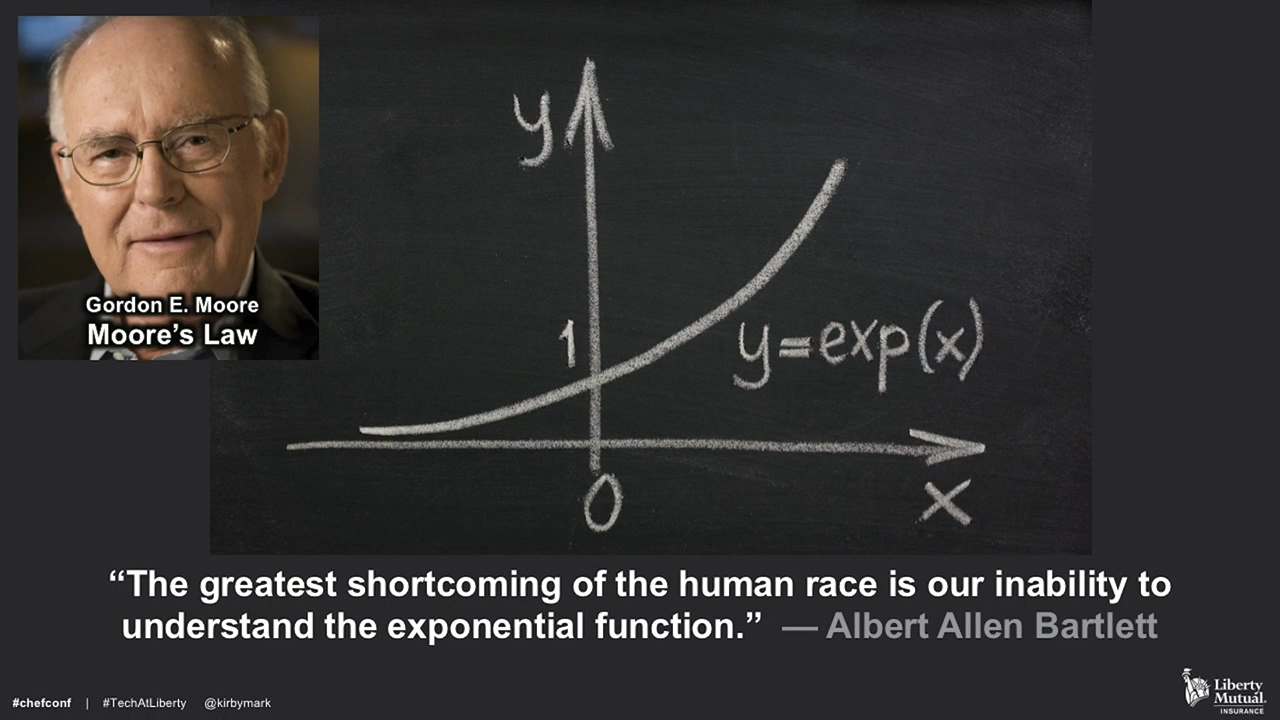 Gordon E. Moore
Moore’s Law
y
1
y=exp(x)
0
x
“The greatest shortcoming of the human race is our inability to
understand the exponential function.” — Albert Allen Bartlett
#chefconf | #TechAtLiberty @kirbymark
Liberty
Mutual.
INSURANCE